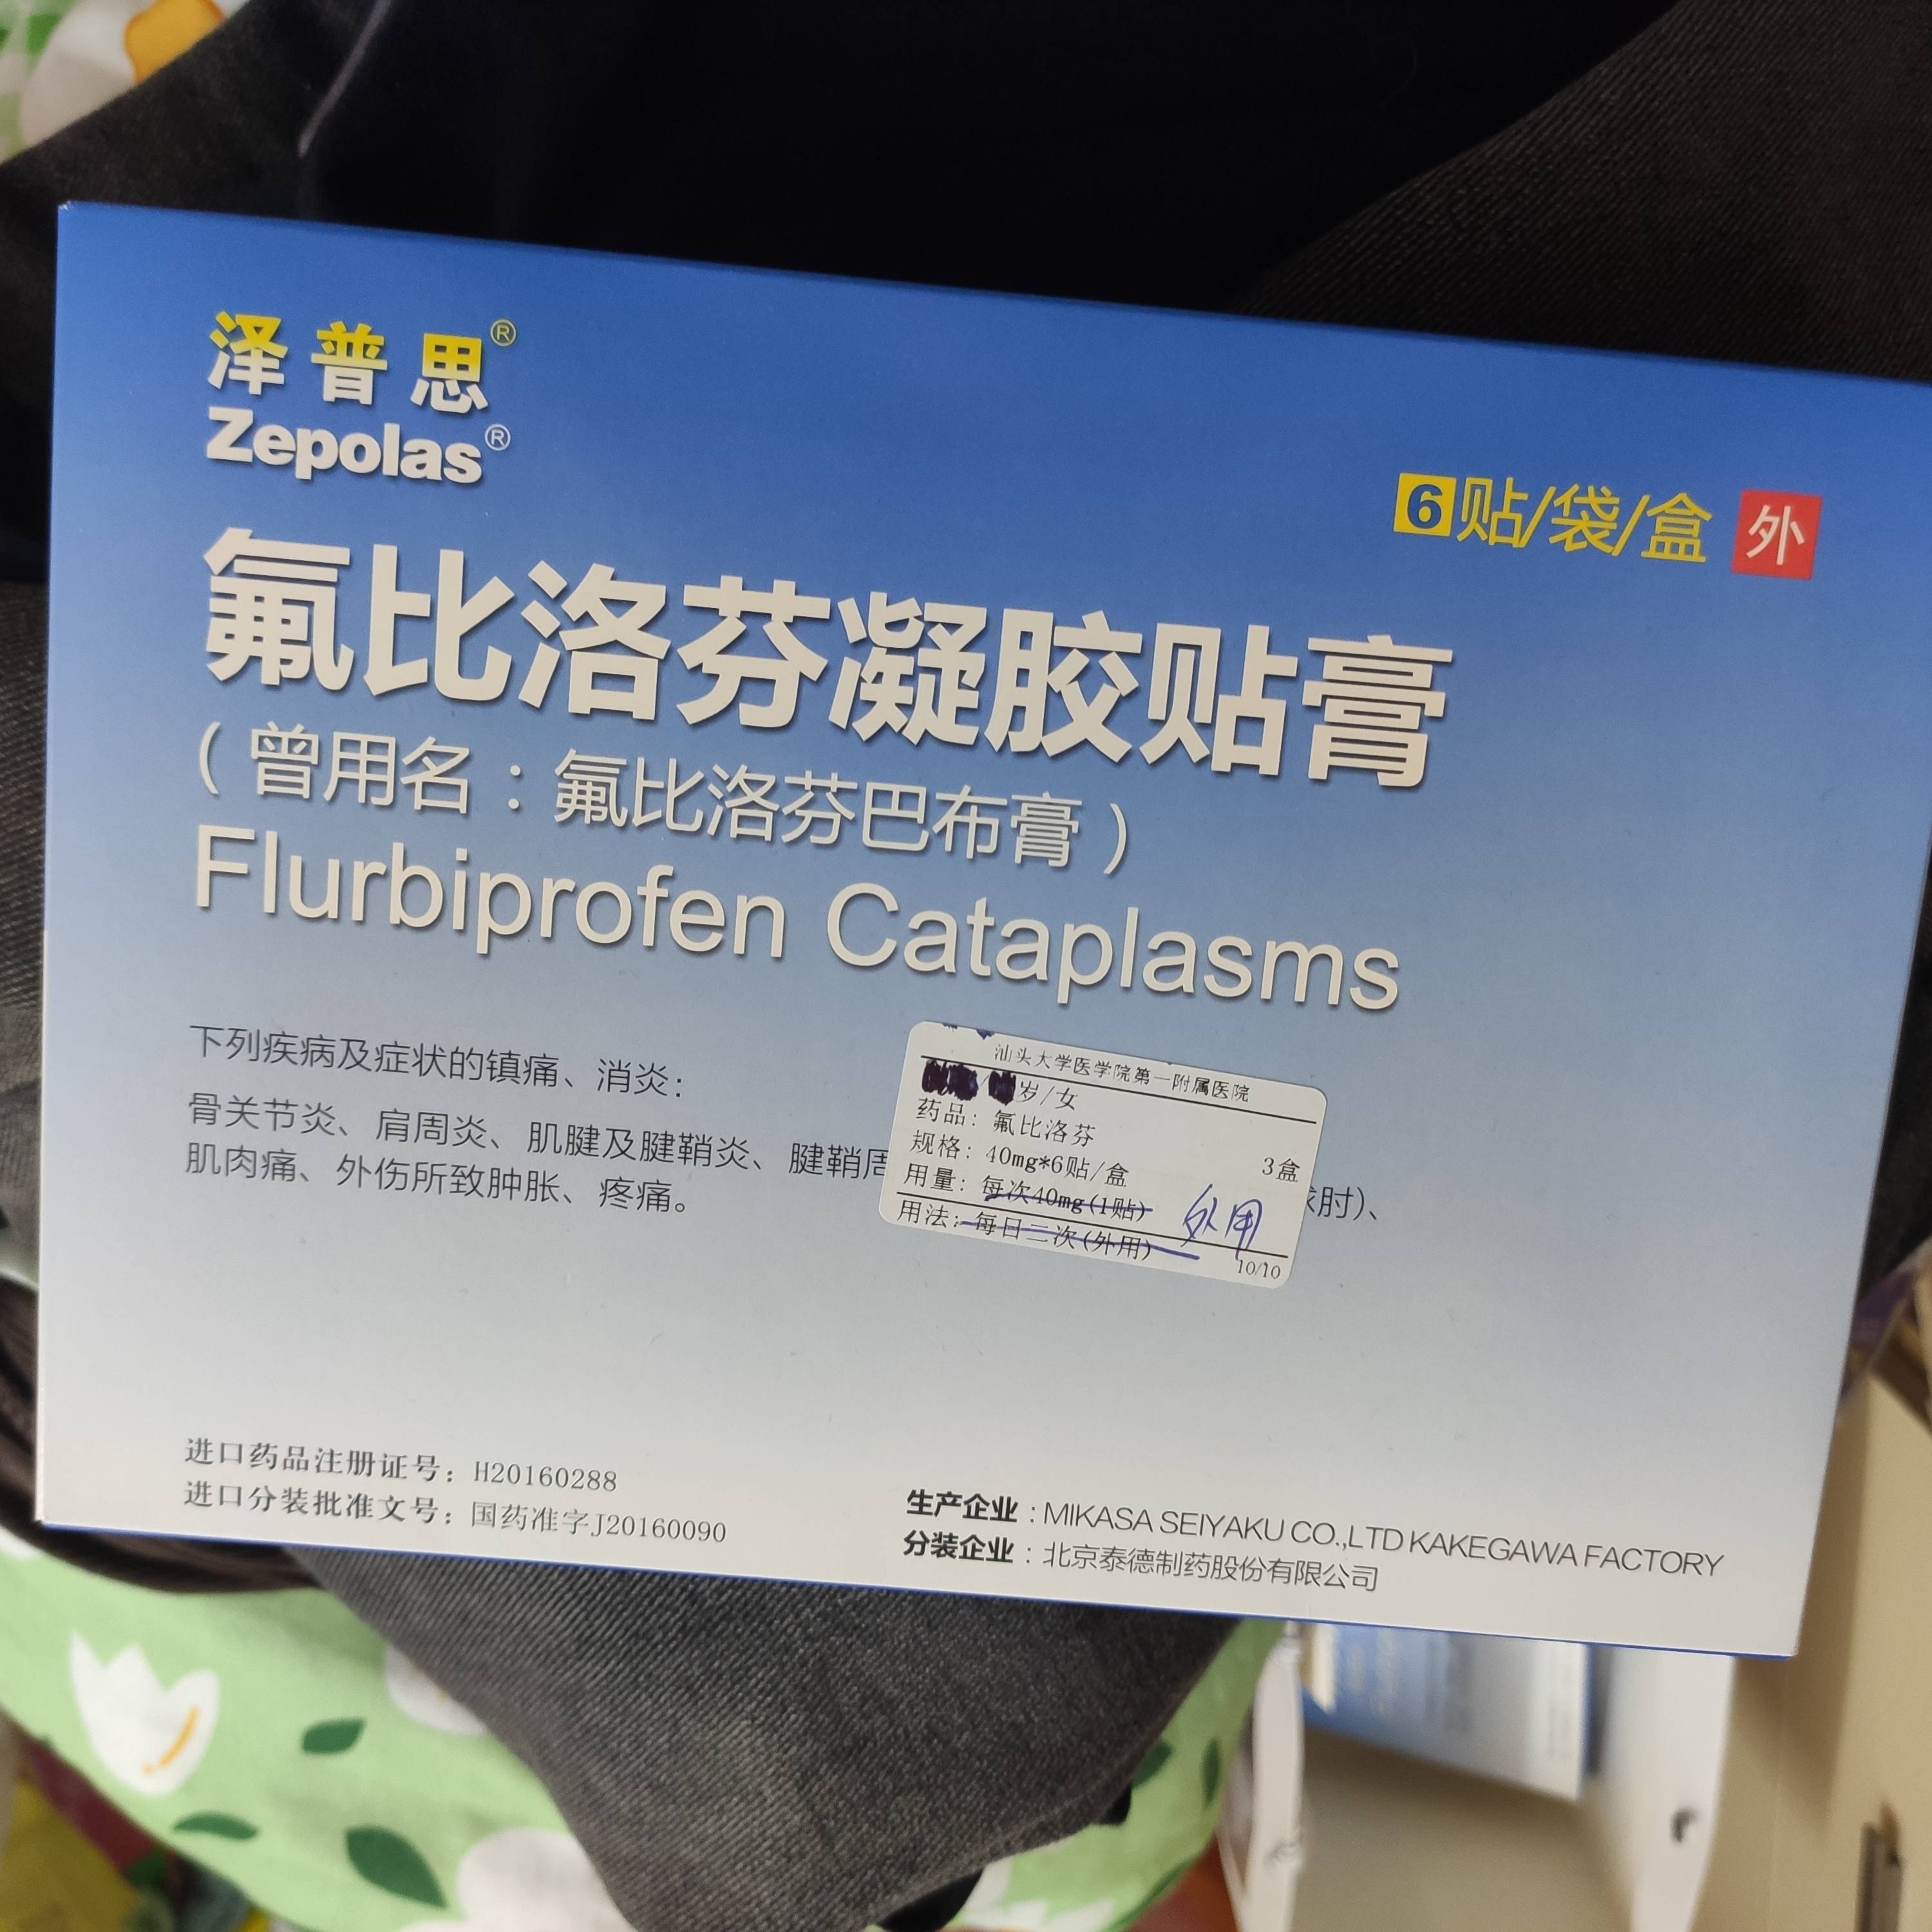 泽普思®
Zepolas®
6贴/袋/盒 外
氟比洛芬凝胶贴膏
(曾用名:氟比洛芬巴布膏)
Flurbiprofen Cataplasms
下列疾病及症状的镇痛、消炎:
骨关节炎、肩周炎、肌腱及腱鞘炎、腱鞘周
肘)、
肌肉痛、外伤所致肿胀、疼痛。
汕头大学医学院第一附属医院
/岁/女
药品: 氟比洛芬
规格: 40mg*6贴/盒 3盒
用量: 每次40mg(1贴)
外用
用法: 每日二次(外用)
10/10
进口药品注册证号: H20160288
进口分装批准文号: 国药准字J20160090
生产企业:MIKASA SEIYAKU CO.,LTD KAKEGAWA FACTORY
分装企业:北京泰德制药股份有限公司